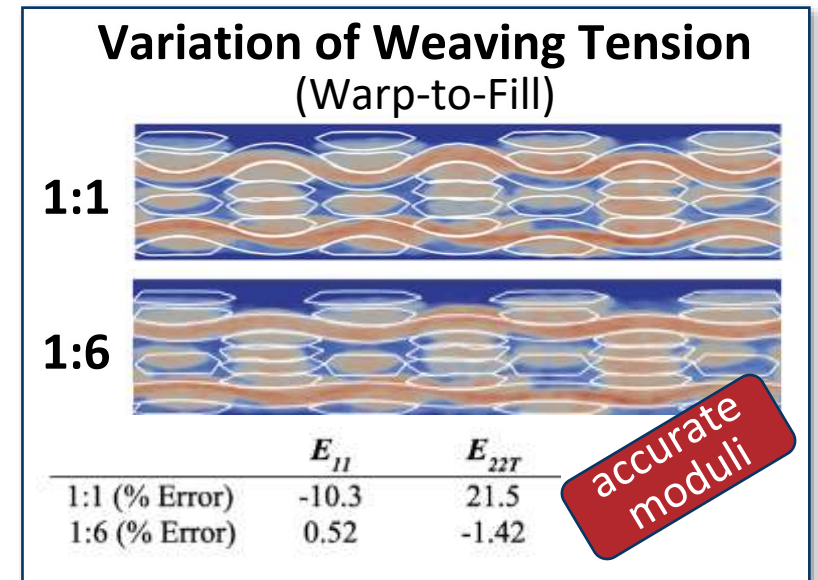 Variation of Weaving Tension
(Warp-to-Fill)
1:1
1:6
E11 E22T
1:1 (% Error) -10.3 21.5
1:6 (% Error) 0.52 -1.42
accurate
moduli